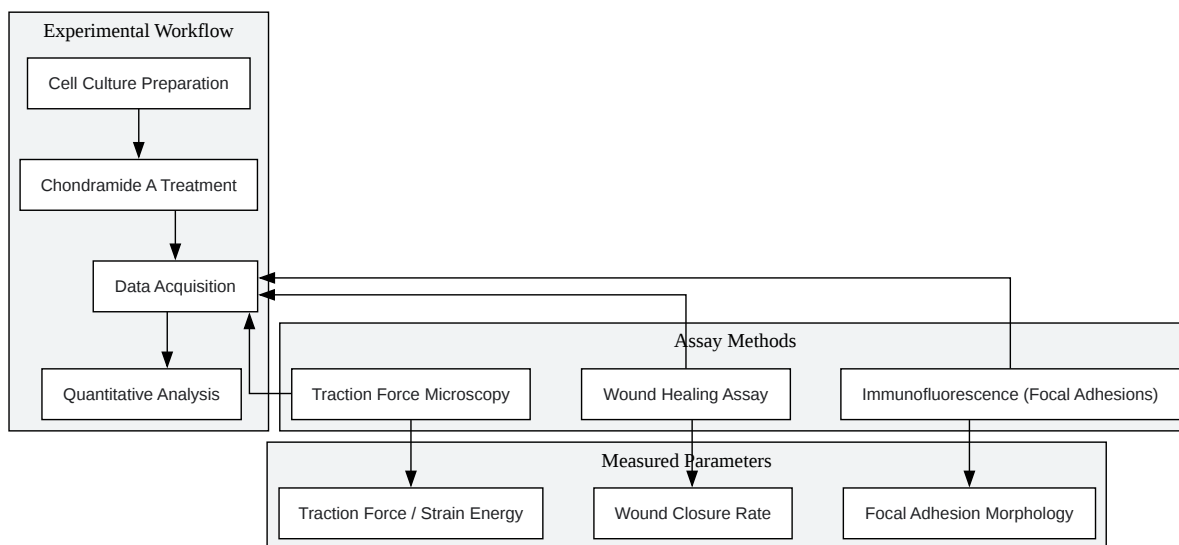 Experimental Workflow
Cell Culture Preparation
Chondramide A Treatment
Data Acquisition
Quantitative Analysis
Assay Methods
Traction Force Microscopy
Wound Healing Assay
Immunofluorescence (Focal Adhesions)
Measured Parameters
Traction Force / Strain Energy
Wound Closure Rate
Focal Adhesion Morphology